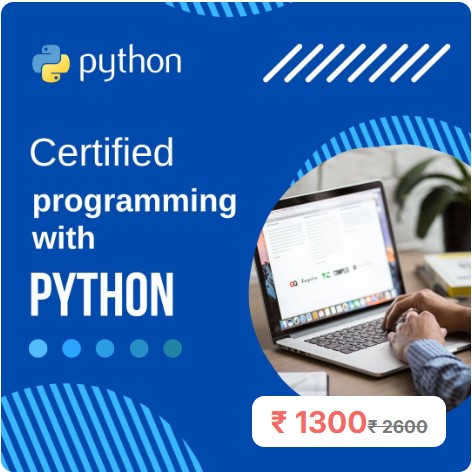 python
Certified
programming
with
PYTHON
₹ 1300 ₹ 2600